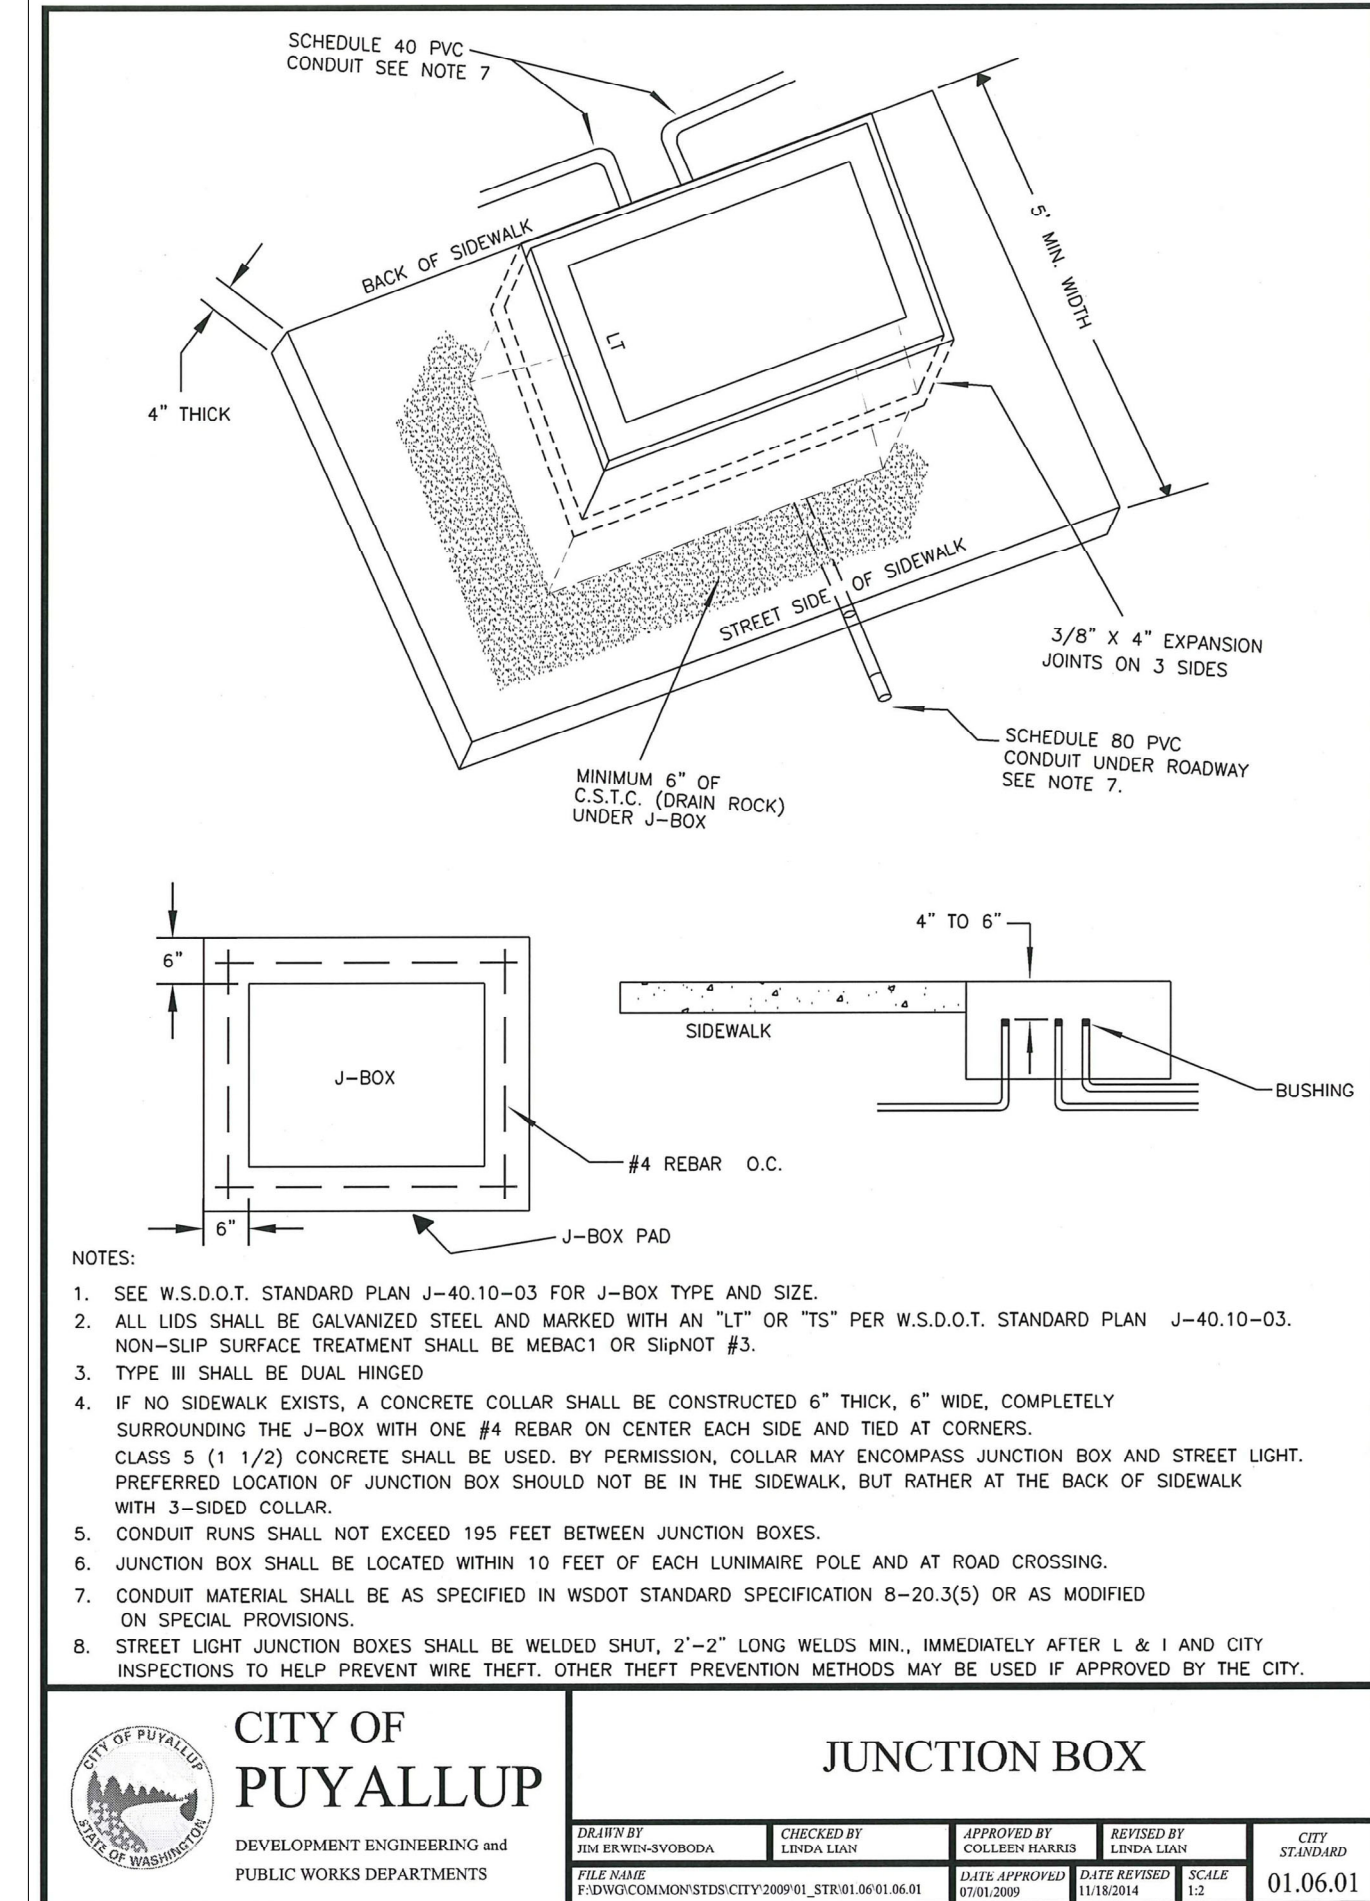 SCHEDULE 40 PVC
CONDUIT SEE NOTE 7
BACK OF SIDEWALK
5' MIN. WIDTH
LT
4" THICK
STREET SIDE OF SIDEWALK
3/8" X 4" EXPANSION
JOINTS ON 3 SIDES
SCHEDULE 80 PVC
CONDUIT UNDER ROADWAY
SEE NOTE 7.
MINIMUM 6" OF
C.S.T.C. (DRAIN ROCK)
UNDER J-BOX
6"
J-BOX
#4 REBAR O.C.
6"
J-BOX PAD
4" TO 6"
SIDEWALK
BUSHING
NOTES:
1. SEE W.S.D.O.T. STANDARD PLAN J-40.10-03 FOR J-BOX TYPE AND SIZE.
2. ALL LIDS SHALL BE GALVANIZED STEEL AND MARKED WITH AN "LT" OR "TS" PER W.S.D.O.T. STANDARD PLAN J-40.10-03.
NON-SLIP SURFACE TREATMENT SHALL BE MEBAC1 OR SlipNOT #3.
3. TYPE III SHALL BE DUAL HINGED
4. IF NO SIDEWALK EXISTS, A CONCRETE COLLAR SHALL BE CONSTRUCTED 6" THICK, 6" WIDE, COMPLETELY
SURROUNDING THE J-BOX WITH ONE #4 REBAR ON CENTER EACH SIDE AND TIED AT CORNERS.
CLASS 5 (1 1/2) CONCRETE SHALL BE USED. BY PERMISSION, COLLAR MAY ENCOMPASS JUNCTION BOX AND STREET LIGHT.
PREFERRED LOCATION OF JUNCTION BOX SHOULD NOT BE IN THE SIDEWALK, BUT RATHER AT THE BACK OF SIDEWALK
WITH 3-SIDED COLLAR.
5. CONDUIT RUNS SHALL NOT EXCEED 195 FEET BETWEEN JUNCTION BOXES.
6. JUNCTION BOX SHALL BE LOCATED WITHIN 10 FEET OF EACH LUNIMAIRE POLE AND AT ROAD CROSSING.
7. CONDUIT MATERIAL SHALL BE AS SPECIFIED IN WSDOT STANDARD SPECIFICATION 8-20.3(5) OR AS MODIFIED
ON SPECIAL PROVISIONS.
8. STREET LIGHT JUNCTION BOXES SHALL BE WELDED SHUT, 2'-2" LONG WELDS MIN., IMMEDIATELY AFTER L & I AND CITY
INSPECTIONS TO HELP PREVENT WIRE THEFT. OTHER THEFT PREVENTION METHODS MAY BE USED IF APPROVED BY THE CITY.
CITY OF PUYALLUP
STATE OF WASHINGTON
CITY OF
PUYALLUP
DEVELOPMENT ENGINEERING and
PUBLIC WORKS DEPARTMENTS
JUNCTION BOX
DRAWN BY
JIM ERWIN-SVOBODA
CHECKED BY
LINDA LIAN
APPROVED BY
COLLEEN HARRIS
REVISED BY
LINDA LIAN
CITY
STANDARD
01.06.01
FILE NAME
F:\DWG\COMMON\STDS\CITY\2009\01_STR\01.06\01.06.01
DATE APPROVED
07/01/2009
DATE REVISED
11/18/2014
SCALE
1:2